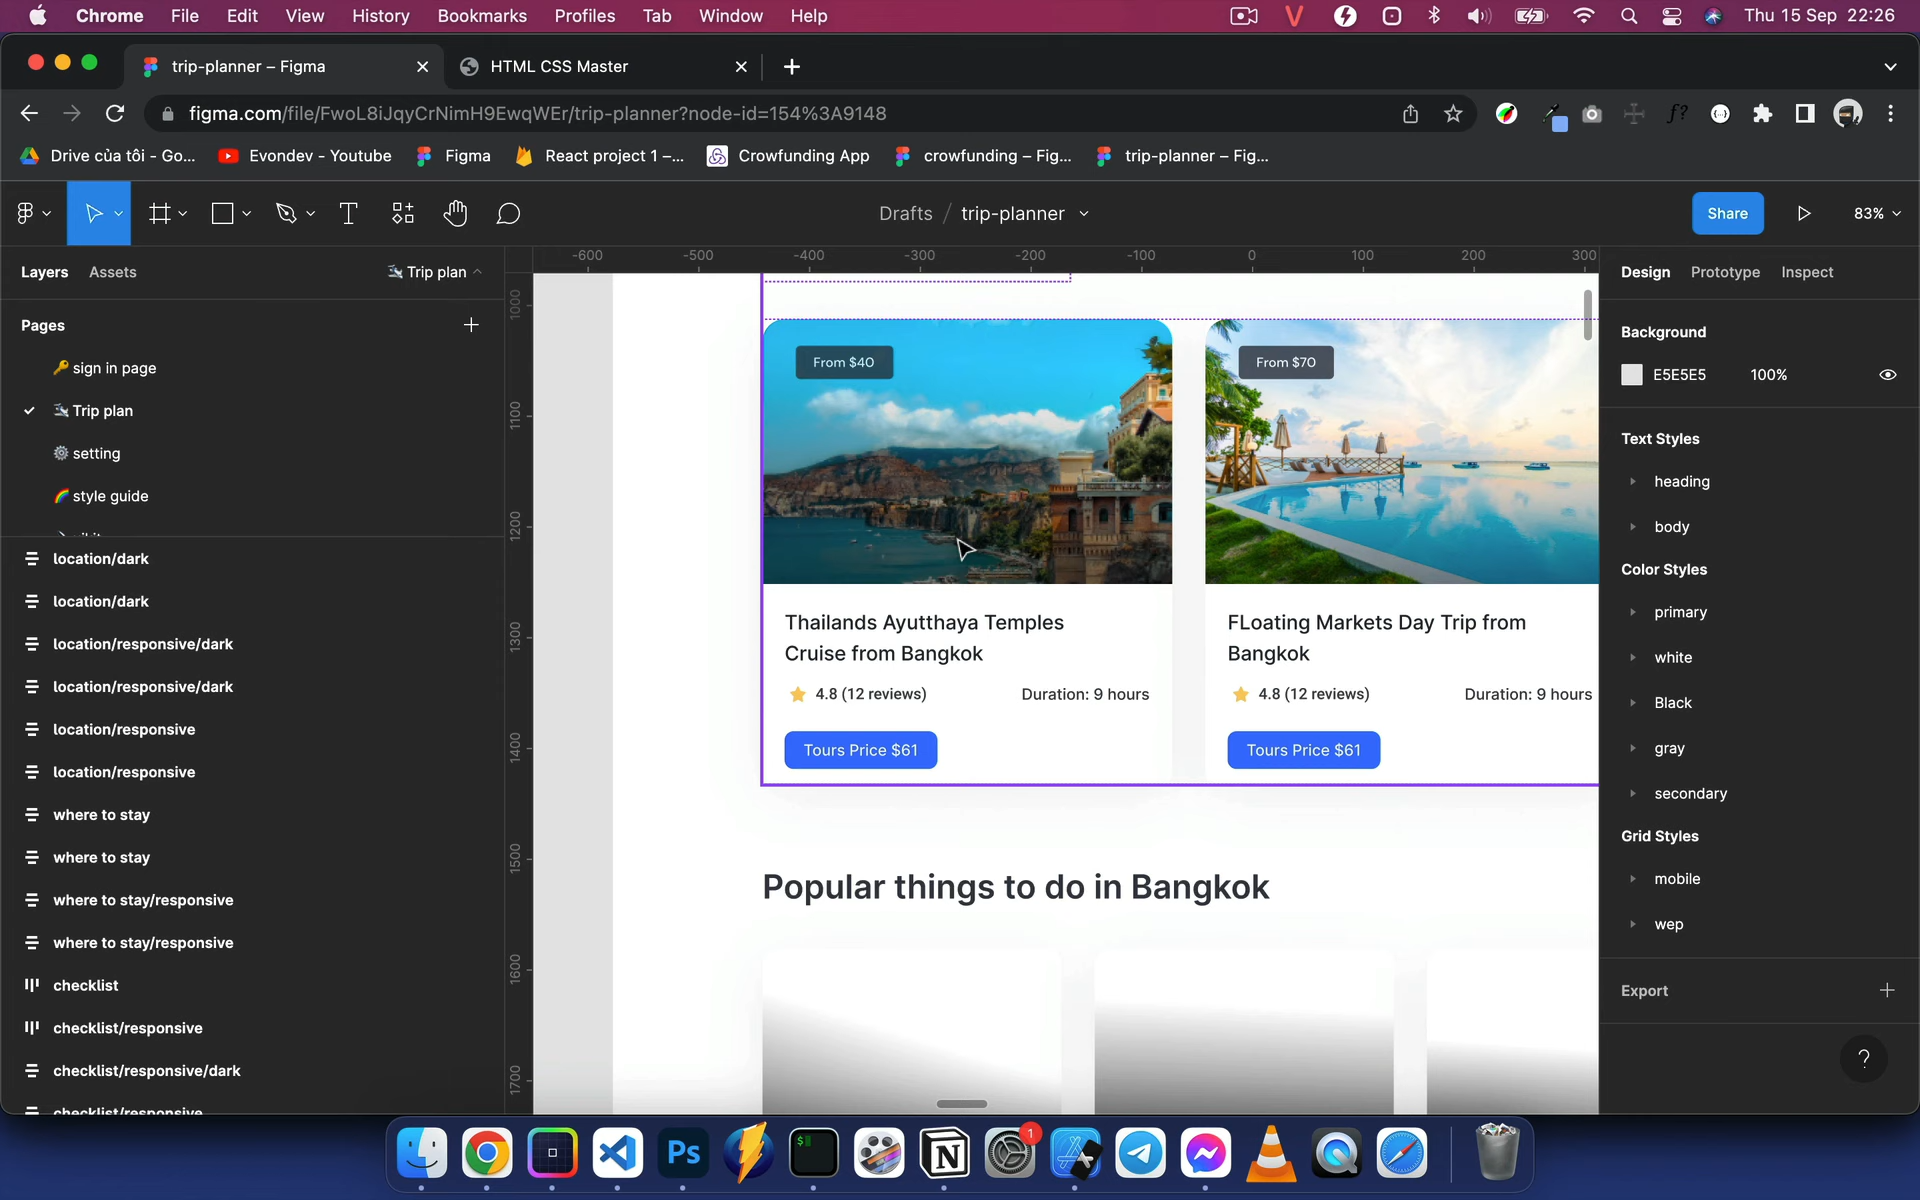 Chrome File Edit View History Bookmarks Profiles Tab Window Help Thu 15 Sep 22:26
trip-planner – Figma HTML CSS Master
figma.com/file/FwoL8iJqyCrNimH9EwqWEr/trip-planner?node-id=154%3A9148
Drive của tôi - Go... Evondev - Youtube Figma React project 1 –... Crowfunding App crowfunding – Fig... trip-planner – Fig...
Drafts / trip-planner Share 83%
Layers Assets Trip plan
-600 -500 -400 -300 -200 -100 0 100 200 300
Design Prototype Inspect
Pages
sign in page
Trip plan
setting
style guide
location/dark
location/dark
location/responsive/dark
location/responsive/dark
location/responsive
location/responsive
where to stay
where to stay
where to stay/responsive
where to stay/responsive
checklist
checklist/responsive
checklist/responsive/dark
checklist/responsive
1000
1100
1200
1300
1400
1500
1600
1700
From $40
Thailands Ayutthaya Temples
Cruise from Bangkok
4.8 (12 reviews) Duration: 9 hours
Tours Price $61
From $70
FLoating Markets Day Trip from
Bangkok
4.8 (12 reviews) Duration: 9 hours
Tours Price $61
Popular things to do in Bangkok
Background
E5E5E5 100%
Text Styles
heading
body
Color Styles
primary
white
Black
gray
secondary
Grid Styles
mobile
wep
Export
?
Ps
1